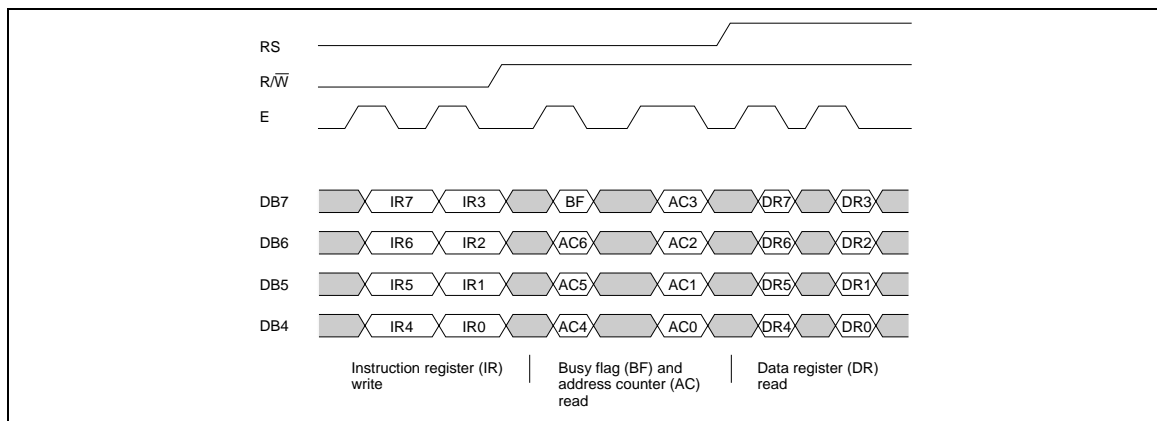 RS
R/W̅
E
DB7 IR7 IR3 BF AC3 DR7 DR3
DB6 IR6 IR2 AC6 AC2 DR6 DR2
DB5 IR5 IR1 AC5 AC1 DR5 DR1
DB4 IR4 IR0 AC4 AC0 DR4 DR0
Instruction register (IR)
write
Busy flag (BF) and
address counter (AC)
read
Data register (DR)
read